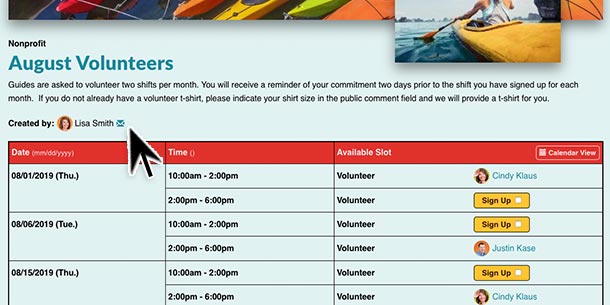 Nonprofit
August Volunteers
Guides are asked to volunteer two shifts per month. You will receive a reminder of your commitment two days prior to the shift you have signed up for each
month. If you do not already have a volunteer t-shirt, please indicate your shirt size in the public comment field and we will provide a t-shirt for you.
Created by: Lisa Smith
Date (mm/dd/yyyy) Time () Available Slot Calendar View
08/01/2019 (Thu.) 10:00am - 2:00pm Volunteer Cindy Klaus
2:00pm - 6:00pm Volunteer Sign Up
08/06/2019 (Tue.) 10:00am - 2:00pm Volunteer Sign Up
2:00pm - 6:00pm Volunteer Justin Kase
08/15/2019 (Thu.) 10:00am - 2:00pm Volunteer Sign Up
2:00pm - 6:00pm Volunteer Cindy Klaus